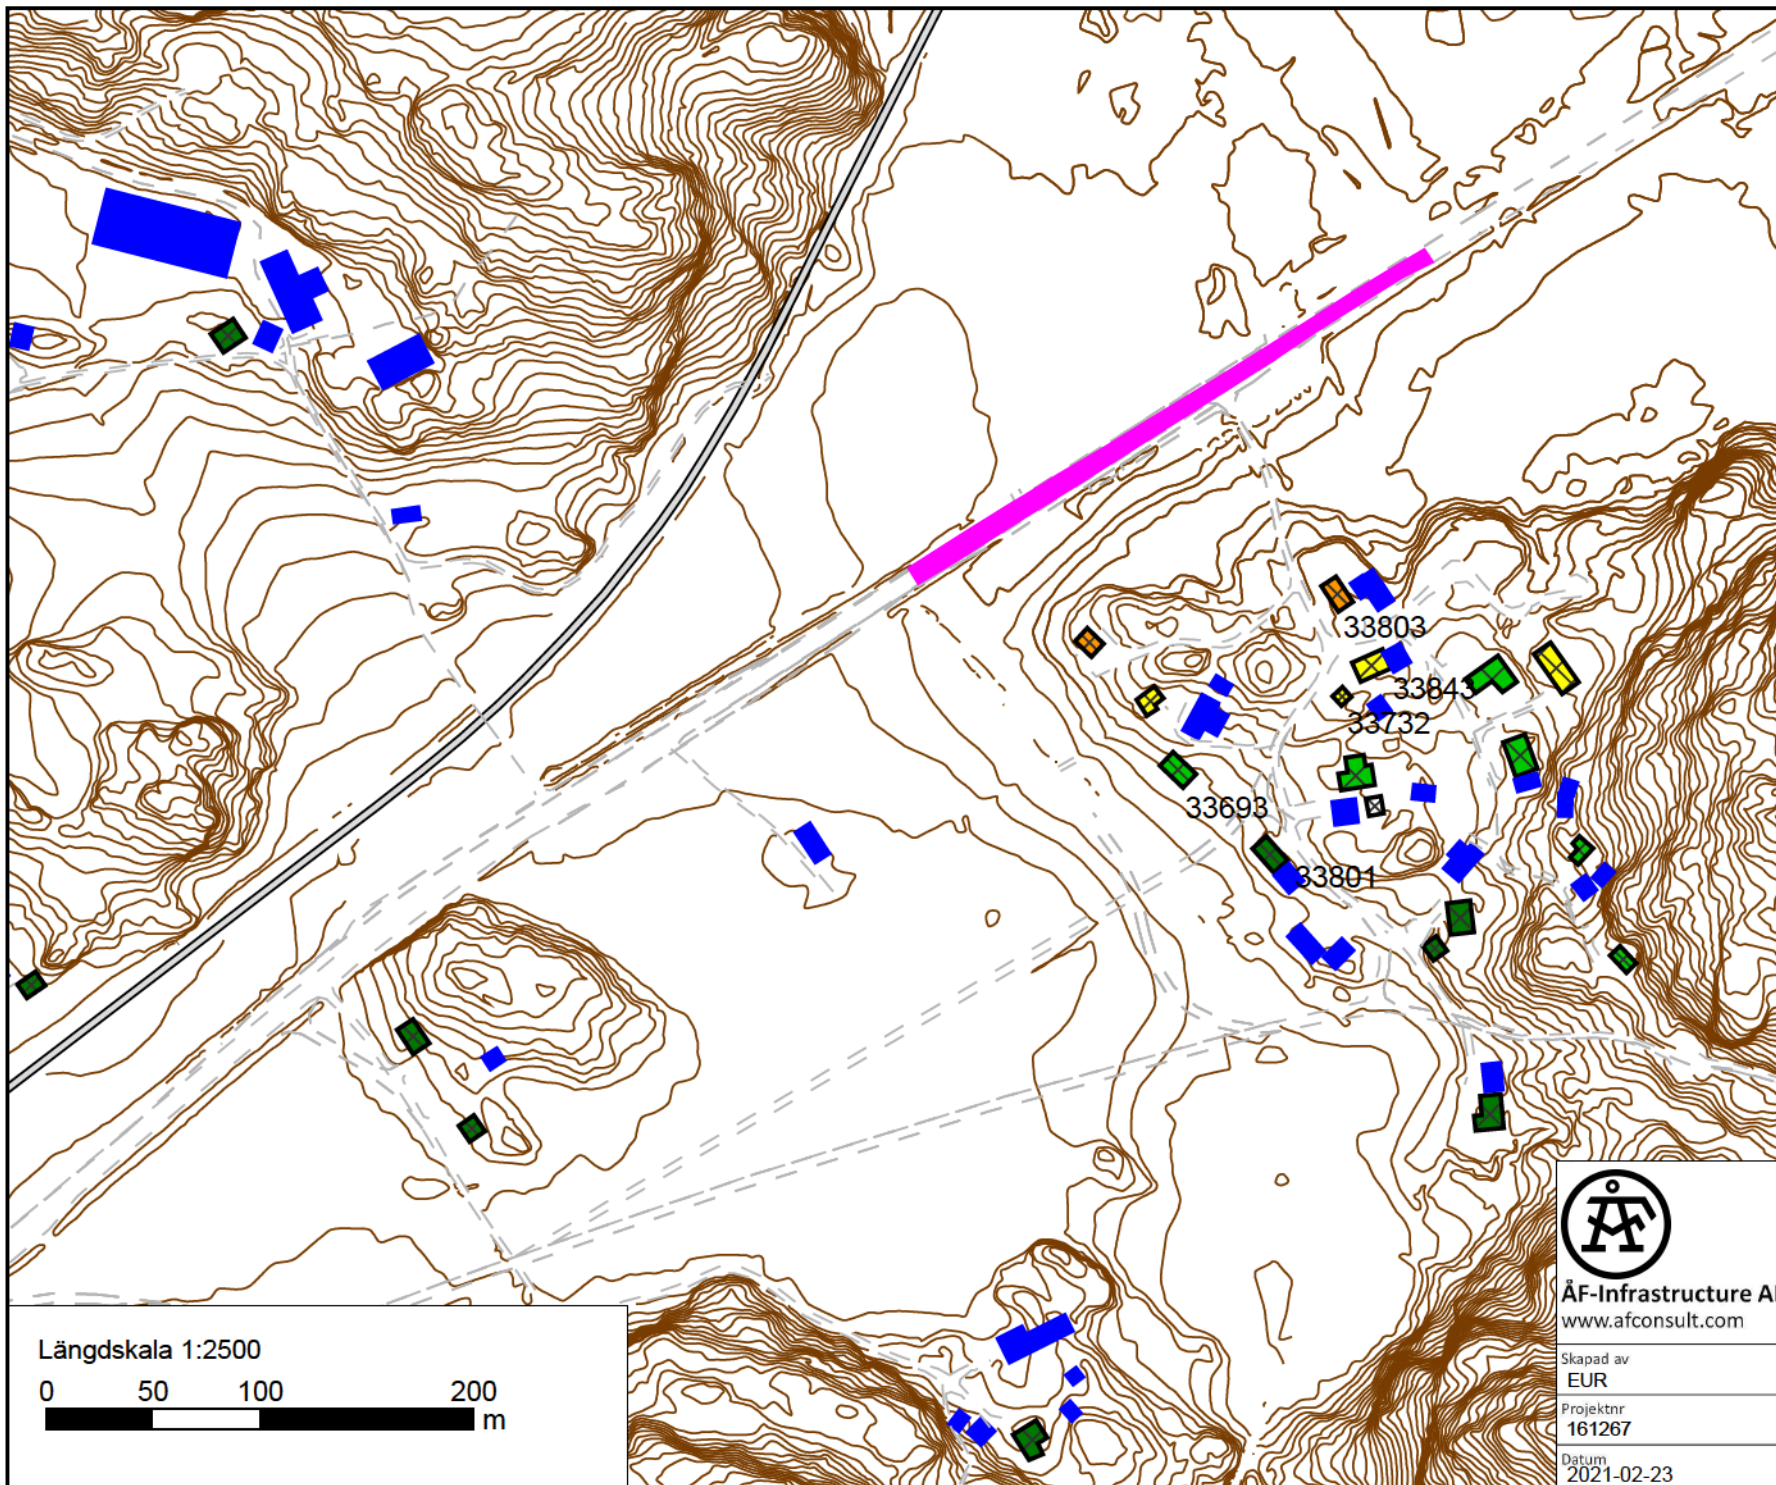 33803
33843
33732
33693
33801
Längdskala 1:2500
0 50 100 200
m
ÅF
ÅF-Infrastructure A
www.afconsult.com
Skapad av
EUR
Projektnr
161267
Datum
2021-02-23